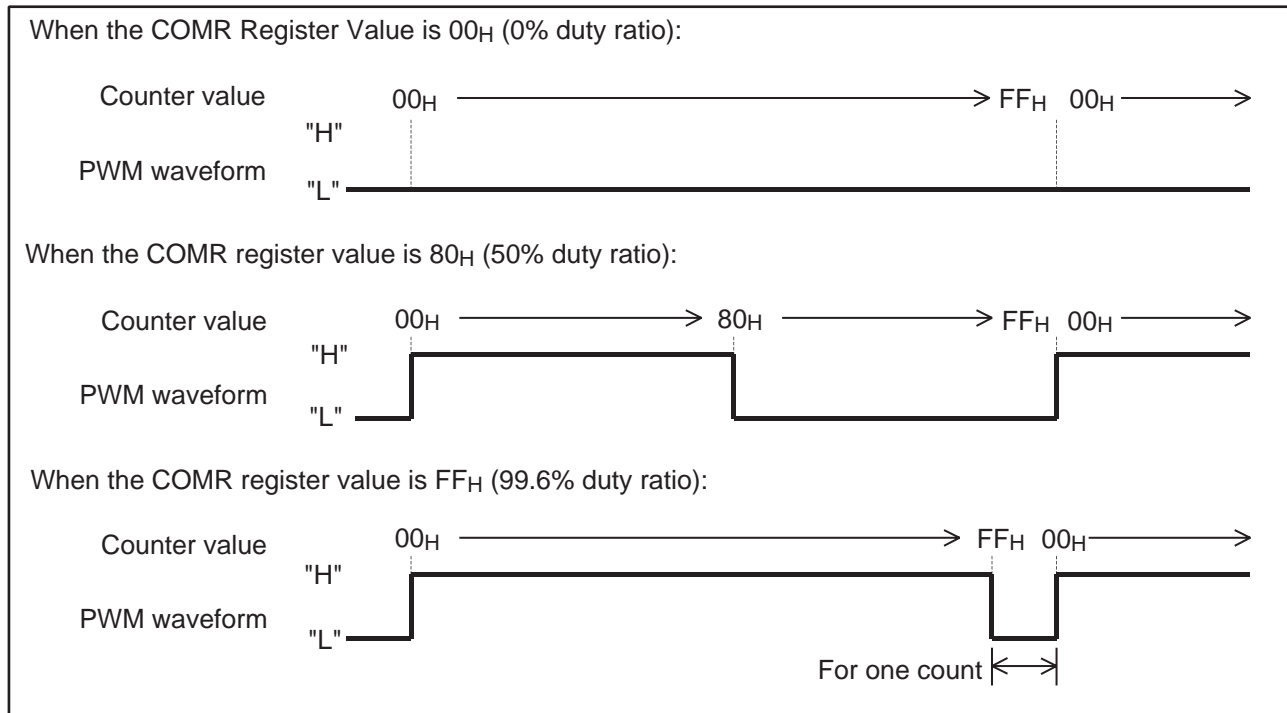 When the COMR Register Value is 00H (0% duty ratio):
Counter value 00H FFH 00H
"H"
PWM waveform
"L"
When the COMR register value is 80H (50% duty ratio):
Counter value 00H 80H FFH 00H
"H"
PWM waveform
"L"
When the COMR register value is FFH (99.6% duty ratio):
Counter value 00H FFH 00H
"H"
PWM waveform
"L"
For one count